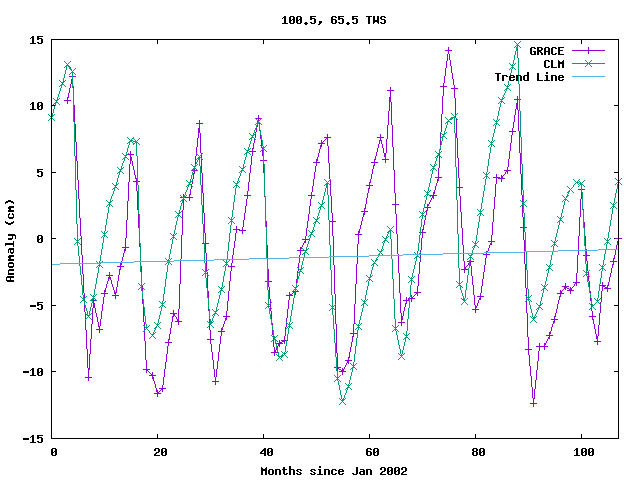 100.5, 65.5 TWS
GRACE
CLM
Trend Line
15
10
5
0
-5
-10
-15
Anomaly (cm)
0 20 40 60 80 100
Months since Jan 2002